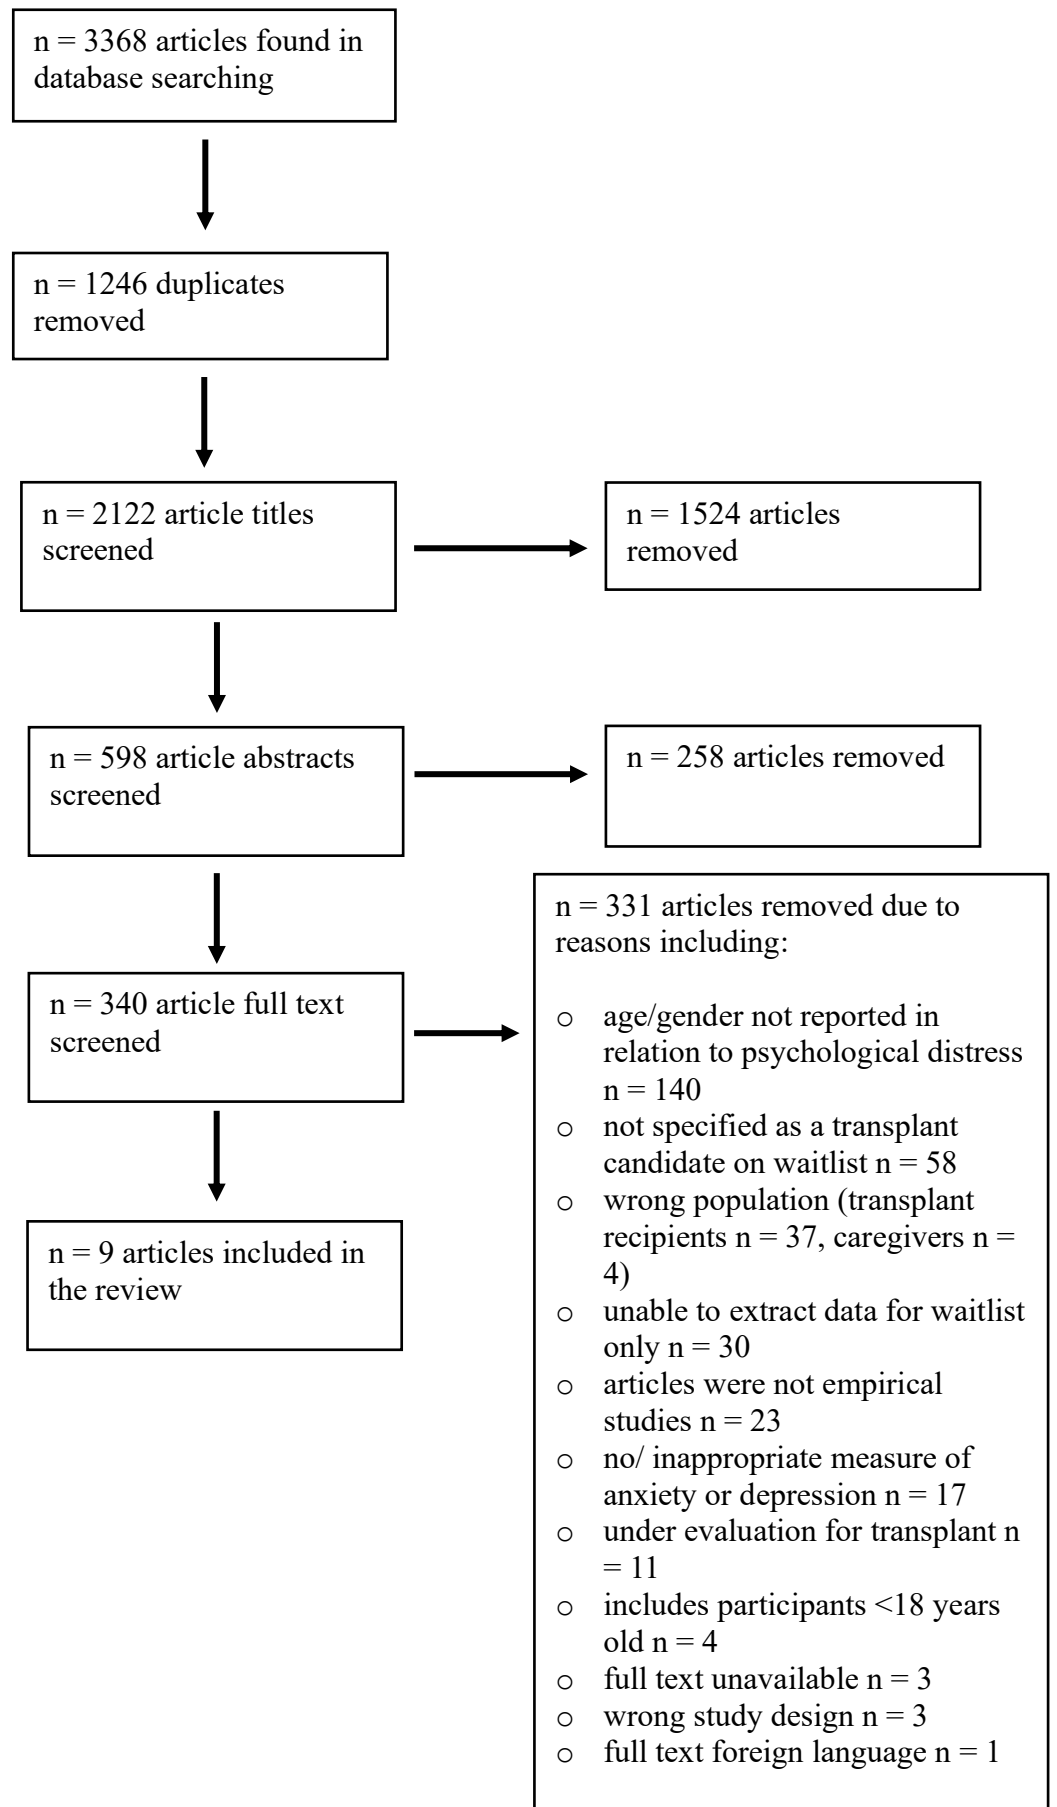 n = 3368 articles found in
database searching
n = 1246 duplicates
removed
n = 2122 article titles
screened
n = 1524 articles
removed
n = 598 article abstracts
screened
n = 258 articles removed
n = 340 article full text
screened
n = 331 articles removed due to
reasons including:
o age/gender not reported in
relation to psychological distress
n = 140
o not specified as a transplant
candidate on waitlist n = 58
o wrong population (transplant
recipients n = 37, caregivers n =
4)
o unable to extract data for waitlist
only n = 30
o articles were not empirical
studies n = 23
o no/ inappropriate measure of
anxiety or depression n = 17
o under evaluation for transplant n
= 11
o includes participants <18 years
old n = 4
o full text unavailable n = 3
o wrong study design n = 3
o full text foreign language n = 1
n = 9 articles included in
the review